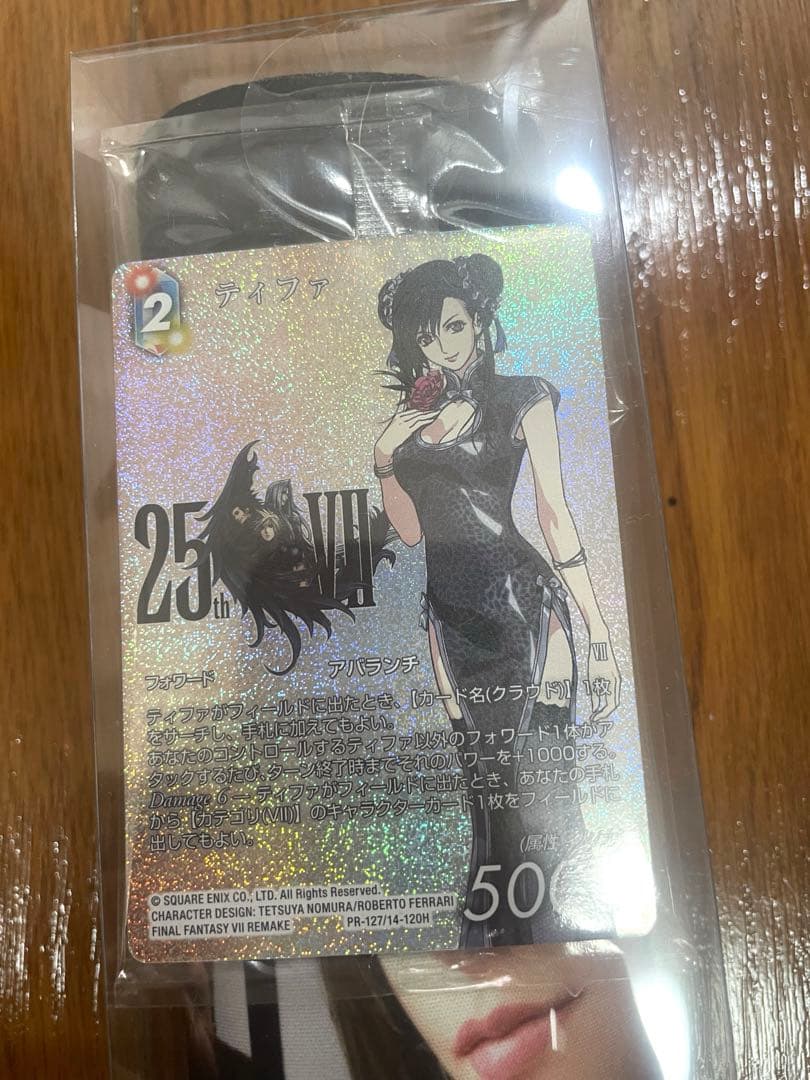 2
ティファ
25th VII
フォワード
アバランチ
VII
ティファがフィールドに出たとき、【カード名(クラウド)】1枚
をサーチし、手札に加えてもよい。
あなたのコントロールするティファ以外のフォワード1体がア
タックするたび、ターン終了時までそれのパワーを+1000する。
Damage 6 ― ティファがフィールドに出たとき、あなたの手札
から【カテゴリ(VII)】のキャラクターカード1枚をフィールドに
出してもよい。
(属性
© SQUARE ENIX CO., LTD. All Rights Reserved.
CHARACTER DESIGN: TETSUYA NOMURA/ROBERTO FERRARI
FINAL FANTASY VII REMAKE
PR-127/14-120H